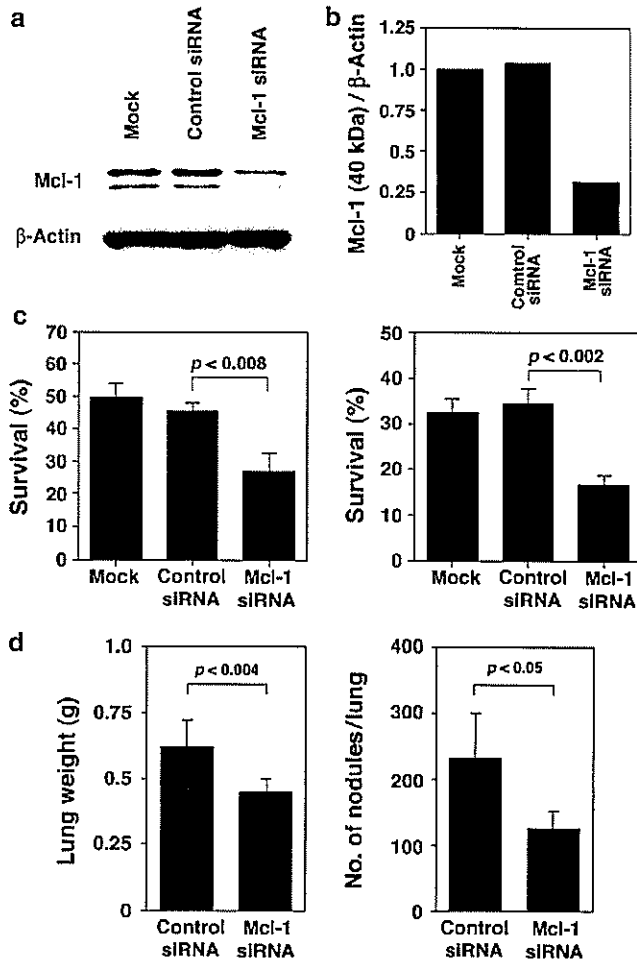 a
Mock
Control siRNA
Mcl-1 siRNA
Mcl-1
β-Actin
b
Mcl-1 (40 kDa) / β-Actin
1.25
1.0
0.75
0.5
0.25
0
Mock
Comtrol
siRNA
Mcl-1
siRNA
c
Survival (%)
70
60
50
40
30
20
10
0
p < 0.008
Mock
Control
siRNA
Mcl-1
siRNA
Survival (%)
50
40
30
20
10
0
p < 0.002
Mock
Control
siRNA
Mcl-1
siRNA
d
Lung weight (g)
1.0
0.75
0.5
0.25
0
p < 0.004
Control
siRNA
Mcl-1
siRNA
No. of nodules/lung
400
300
200
100
0
p < 0.05
Control
siRNA
Mcl-1
siRNA